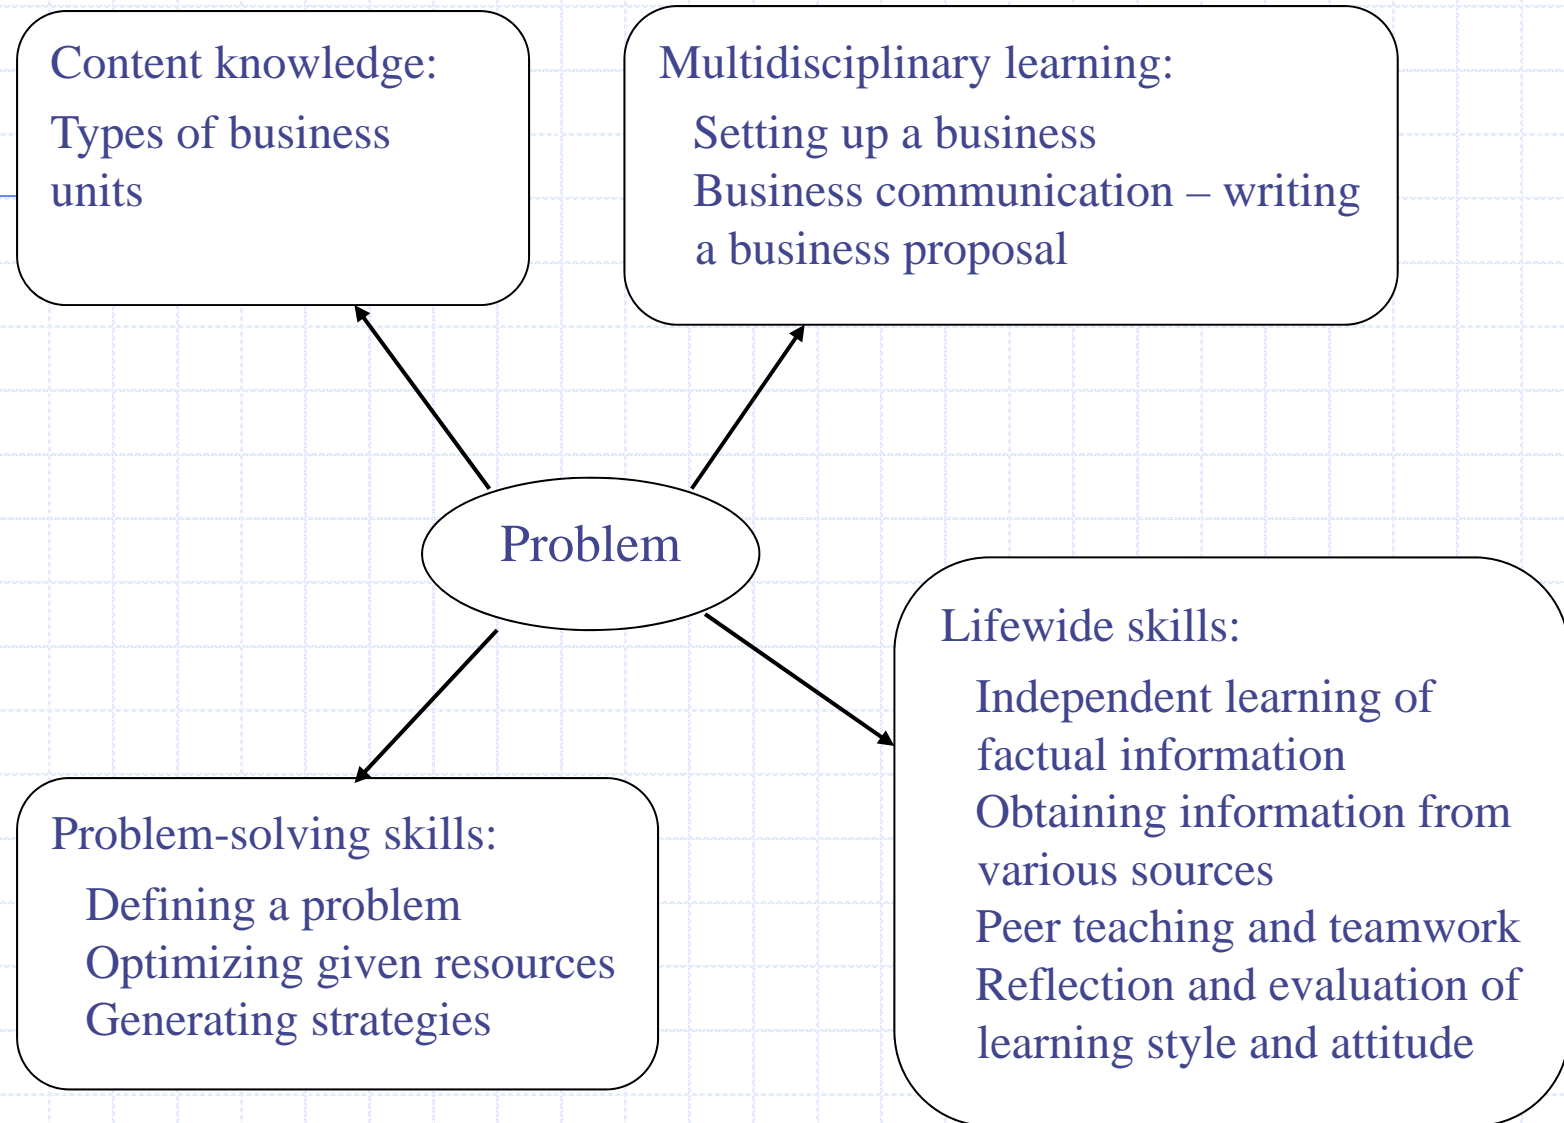 Content knowledge:
Types of business
units
Multidisciplinary learning:
Setting up a business
Business communication – writing
a business proposal
Problem
Lifewide skills:
Independent learning of
factual information
Obtaining information from
various sources
Peer teaching and teamwork
Reflection and evaluation of
learning style and attitude
Problem-solving skills:
Defining a problem
Optimizing given resources
Generating strategies